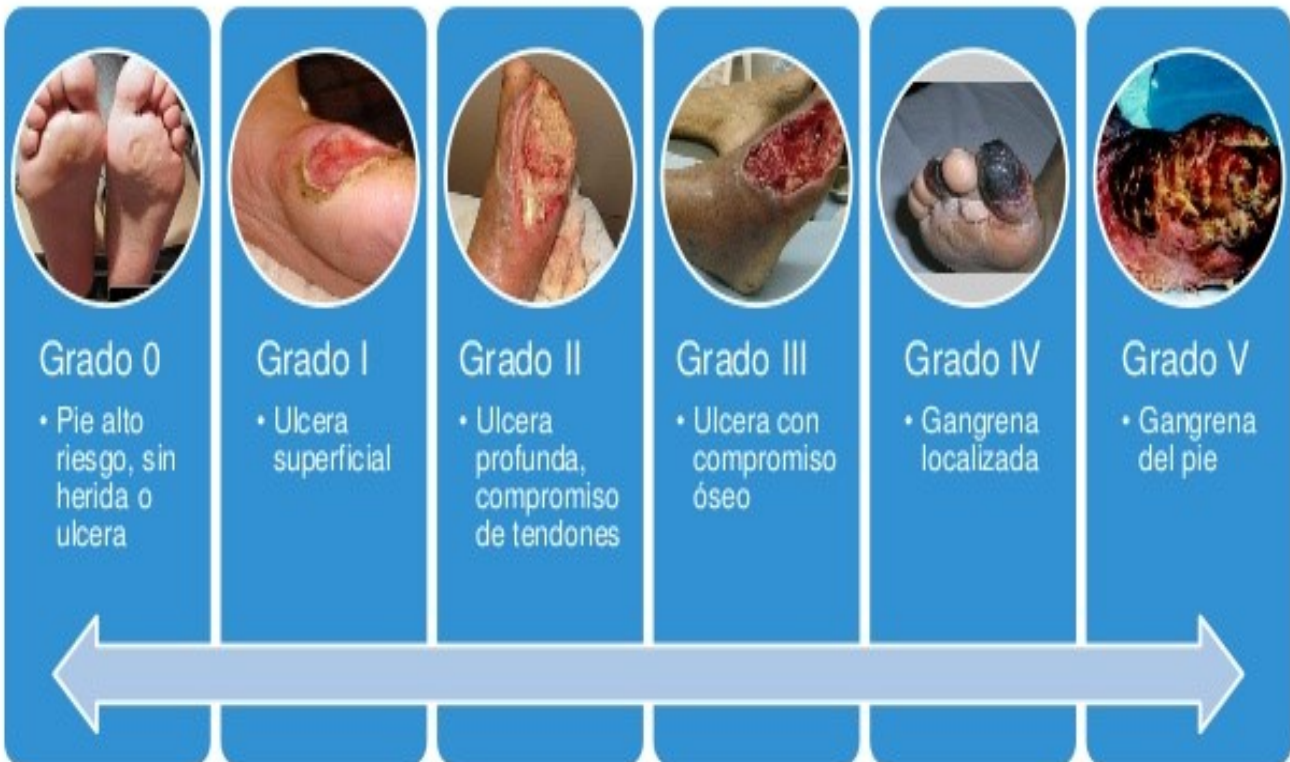 Grado 0
• Pie alto
riesgo, sin
herida o
ulcera
Grado I
• Ulcera
superficial
Grado II
• Ulcera
profunda,
compromiso
de tendones
Grado III
• Ulcera con
compromiso
óseo
Grado IV
• Gangrena
localizada
Grado V
• Gangrena
del pie